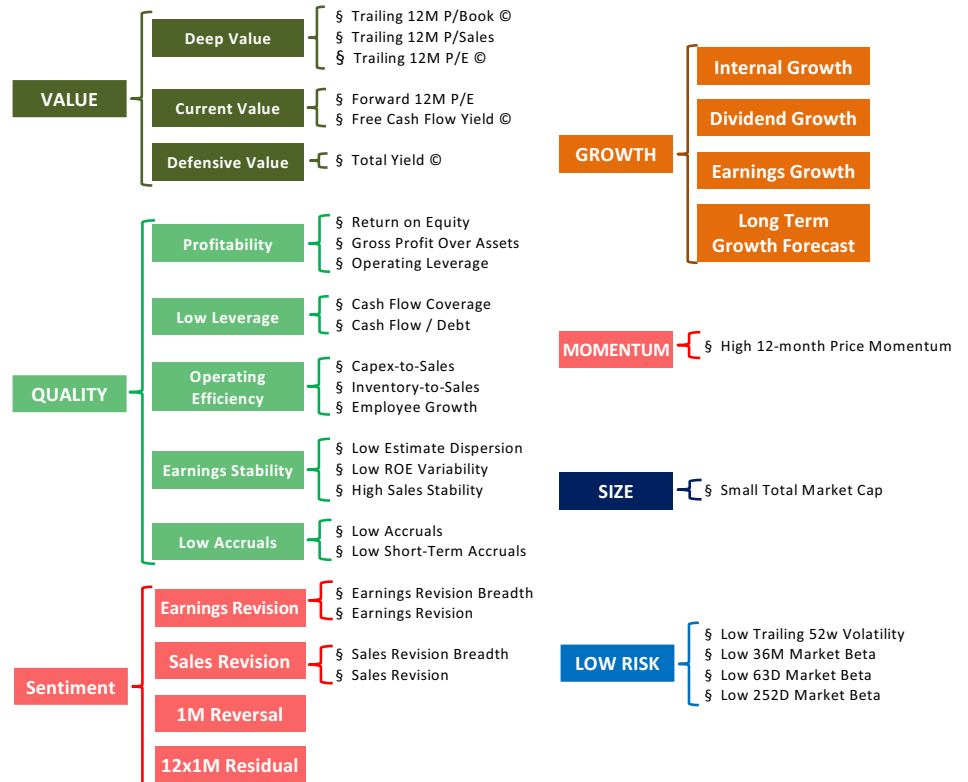 VALUE
Deep Value
§ Trailing 12M P/Book ©
§ Trailing 12M P/Sales
§ Trailing 12M P/E ©
Current Value
§ Forward 12M P/E
§ Free Cash Flow Yield ©
Defensive Value
§ Total Yield ©
QUALITY
Profitability
§ Return on Equity
§ Gross Profit Over Assets
§ Operating Leverage
Low Leverage
§ Cash Flow Coverage
§ Cash Flow / Debt
Operating
Efficiency
§ Capex-to-Sales
§ Inventory-to-Sales
§ Employee Growth
Earnings Stability
§ Low Estimate Dispersion
§ Low ROE Variability
§ High Sales Stability
Low Accruals
§ Low Accruals
§ Low Short-Term Accruals
Sentiment
Earnings Revision
§ Earnings Revision Breadth
§ Earnings Revision
Sales Revision
§ Sales Revision Breadth
§ Sales Revision
1M Reversal
12x1M Residual
GROWTH
Internal Growth
Dividend Growth
Earnings Growth
Long Term
Growth Forecast
MOMENTUM
§ High 12-month Price Momentum
SIZE
§ Small Total Market Cap
LOW RISK
§ Low Trailing 52w Volatility
§ Low 36M Market Beta
§ Low 63D Market Beta
§ Low 252D Market Beta